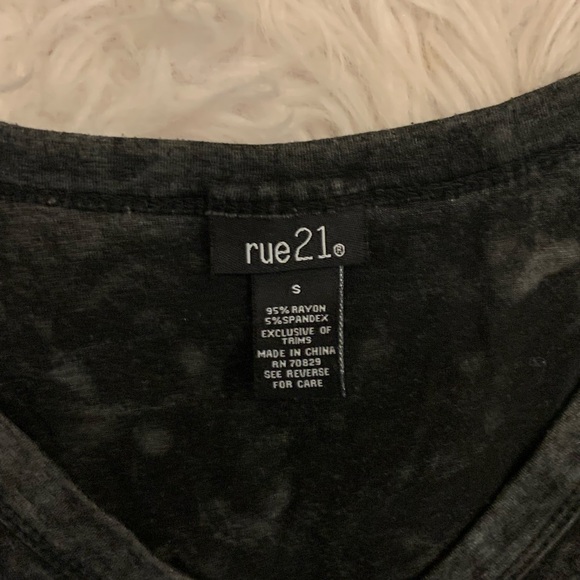 rue21®
S
95% RAYON
5% SPANDEX
EXCLUSIVE OF
TRIMS
MADE IN CHINA
RN 70829
SEE REVERSE
FOR CARE